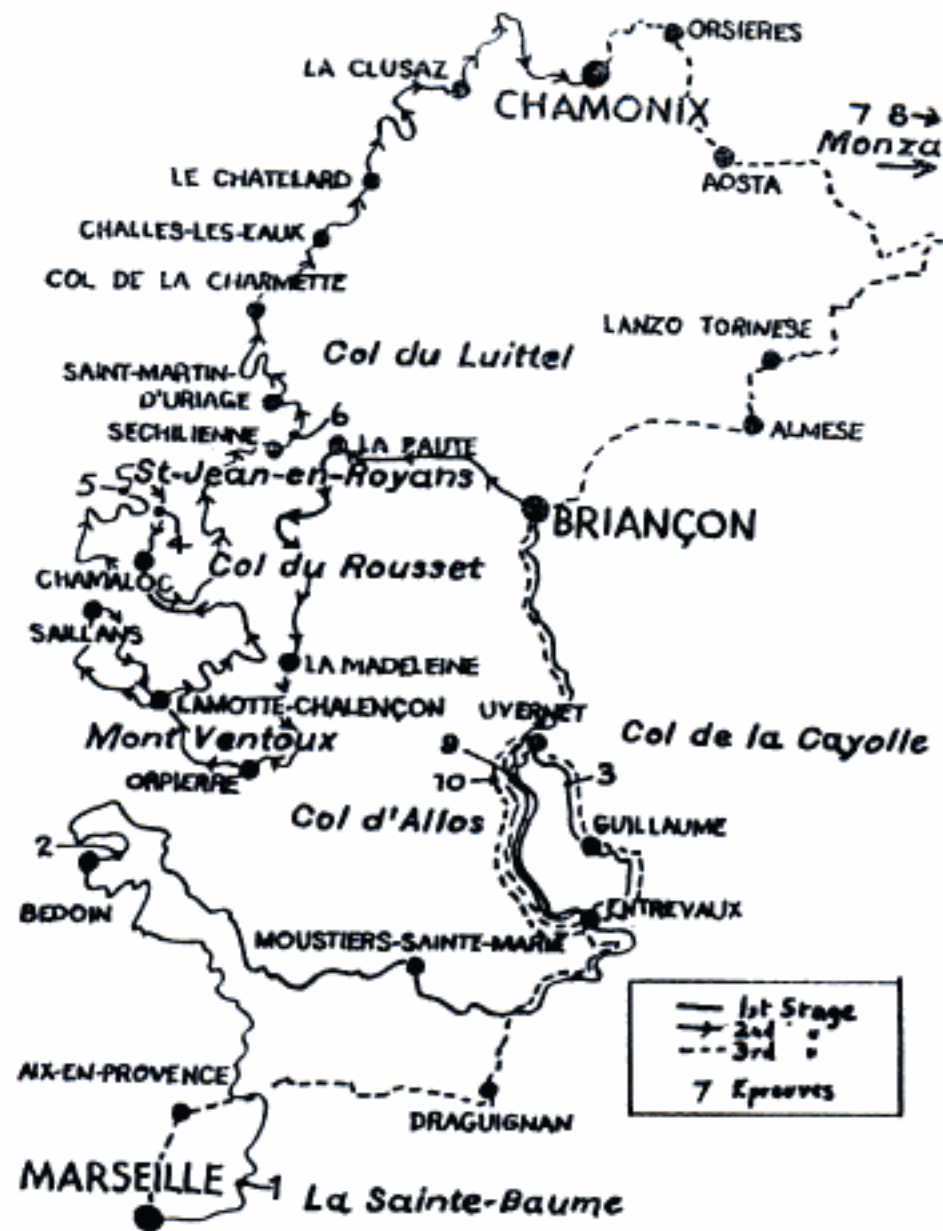 ORSIERES
LA CLUSAZ
CHAMONIX
7 8
Monza
AOSTA
LE CHATELARD
CHALLES-LES-EAUX
COL DE LA CHARMETTE
LANZO TORINESE
Col du Luittel
SAINT-MARTIN-
D'URIAGE
6
ALMESE
SECHILIENNE
LA PAUTE
St-Jean-en-Royans
5
BRIANÇON
4
Col du Rousset
CHAMALOC
SAILLANS
LA MADELEINE
LAMOTTE-CHALENÇON
UVERNET
Mont Ventoux
Col de la Cayolle
9
ORPIERRE
10
3
Col d'Allos
GUILLAUME
2
BEDOIN
ENTREVAUX
MOUSTIERS-SAINTE-MARIE
1st Stage
2nd "
3rd "
7 Epreuves
AIX-EN-PROVENCE
DRAGUIGNAN
MARSEILLE
1
La Sainte-Baume